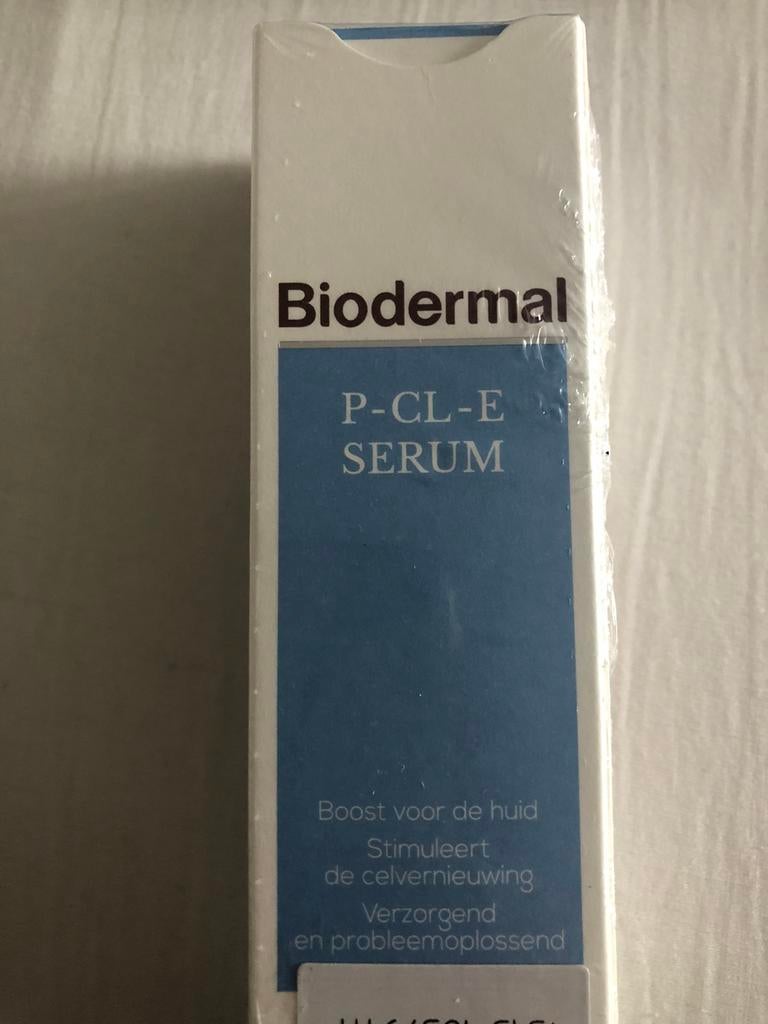 Biodermal
P-CL-E
SERUM
Boost voor de huid
Stimuleert
de celvernieuwing
Verzorgend
en probleemoplossend